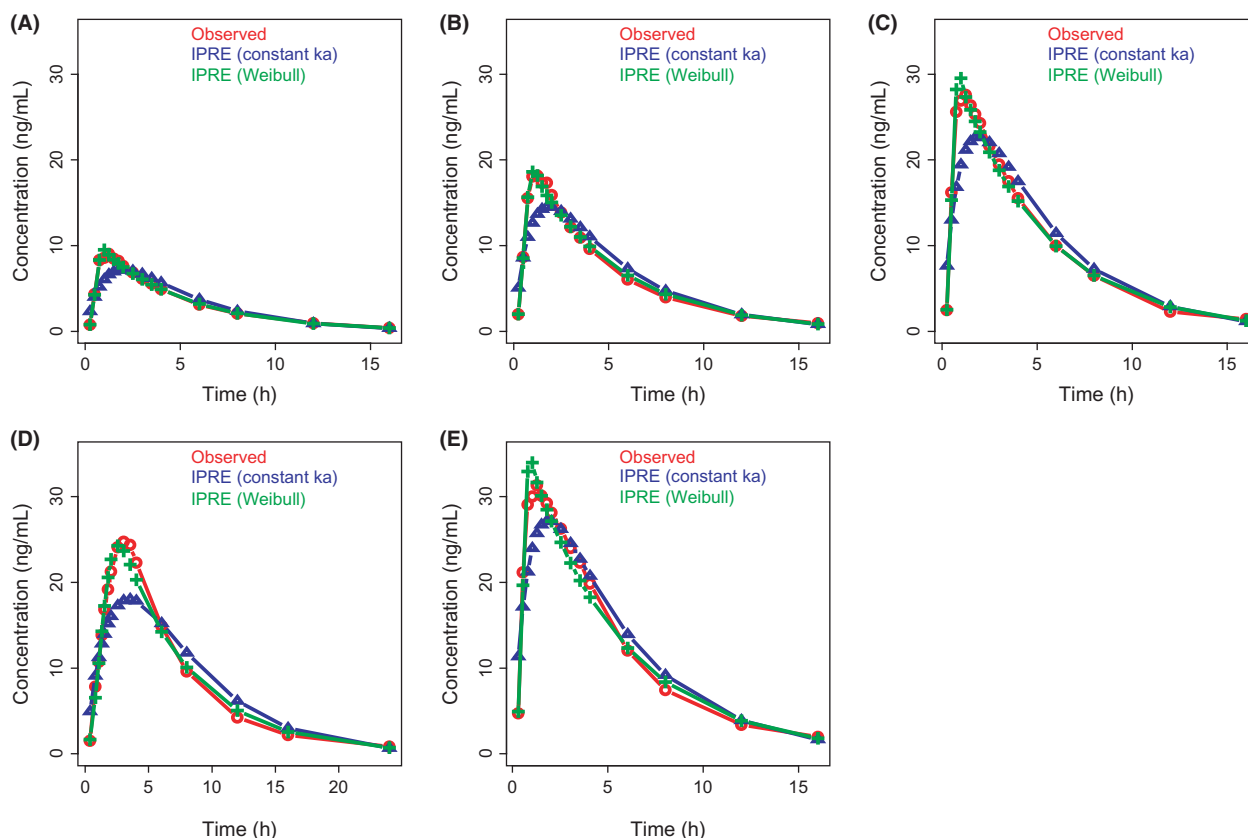 (A)
Observed
IPRE (constant ka)
IPRE (Weibull)
Concentration (ng/mL)
0 10 20 30
0 5 10 15
Time (h)
(B)
Observed
IPRE (constant ka)
IPRE (Weibull)
Concentration (ng/mL)
0 10 20 30
0 5 10 15
Time (h)
(C)
Observed
IPRE (constant ka)
IPRE (Weibull)
Concentration (ng/mL)
0 10 20 30
0 5 10 15
Time (h)
(D)
Observed
IPRE (constant ka)
IPRE (Weibull)
Concentration (ng/mL)
0 10 20 30
0 5 10 15 20
Time (h)
(E)
Observed
IPRE (constant ka)
IPRE (Weibull)
Concentration (ng/mL)
0 10 20 30
0 5 10 15
Time (h)